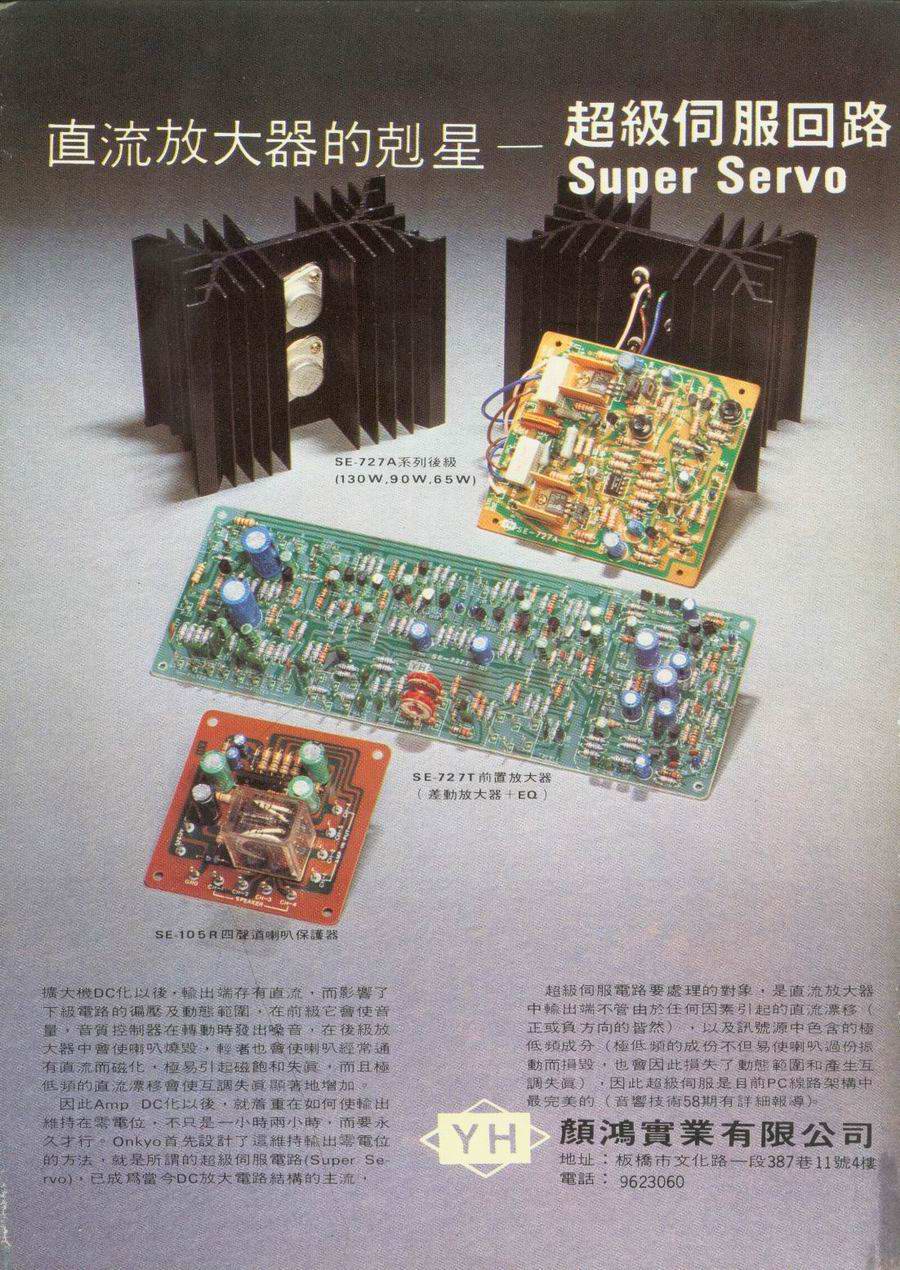 直流放大器的剋星—
超級伺服回路
Super Servo
SE-727A系列後級
(130W,90W,65W)
SE-727A
SE-727T前置放大器
（差動放大器＋EQ）
GND
CH-3
CH-4
SPEAKER
SE-105R四聲道喇叭保護器
擴大機DC化以後，輸出端存有直流，而影響了
下級電路的偏壓及動態範圍，在前級它會使音
量，音質控制器在轉動時發出噪音，在後級放
大器中會使喇叭燒毀，輕者也會使喇叭經常通
有直流而磁化，極易引起磁飽和失眞，而且極
低頻的直流漂移會使互調失眞顯著地增加。
因此Amp DC化以後，就着重在如何使輸出
維持在零電位，不只是一小時兩小時，而要永
久才行。Onkyo首先設計了這維持輸出零電位
的方法，就是所謂的超級伺服電路(Super Se-
rvo)，已成爲當今DC放大電路結構的主流，
超級伺服電路要處理的對象，是直流放大器
中輸出端不管由於任何因素引起的直流漂移（
正或負方向的皆然），以及訊號源中色含的極
低頻成分（極低頻的成份不但易使喇叭過份振
動而損毀，也會因此損失了動態範圍和產生互
調失眞），因此超級伺服是目前PC線路架構中
最完美的（音響技術58期有詳細報導）。
YH
顏鴻實業有限公司
地址：板橋市文化路一段387巷11號4樓
電話：9623060